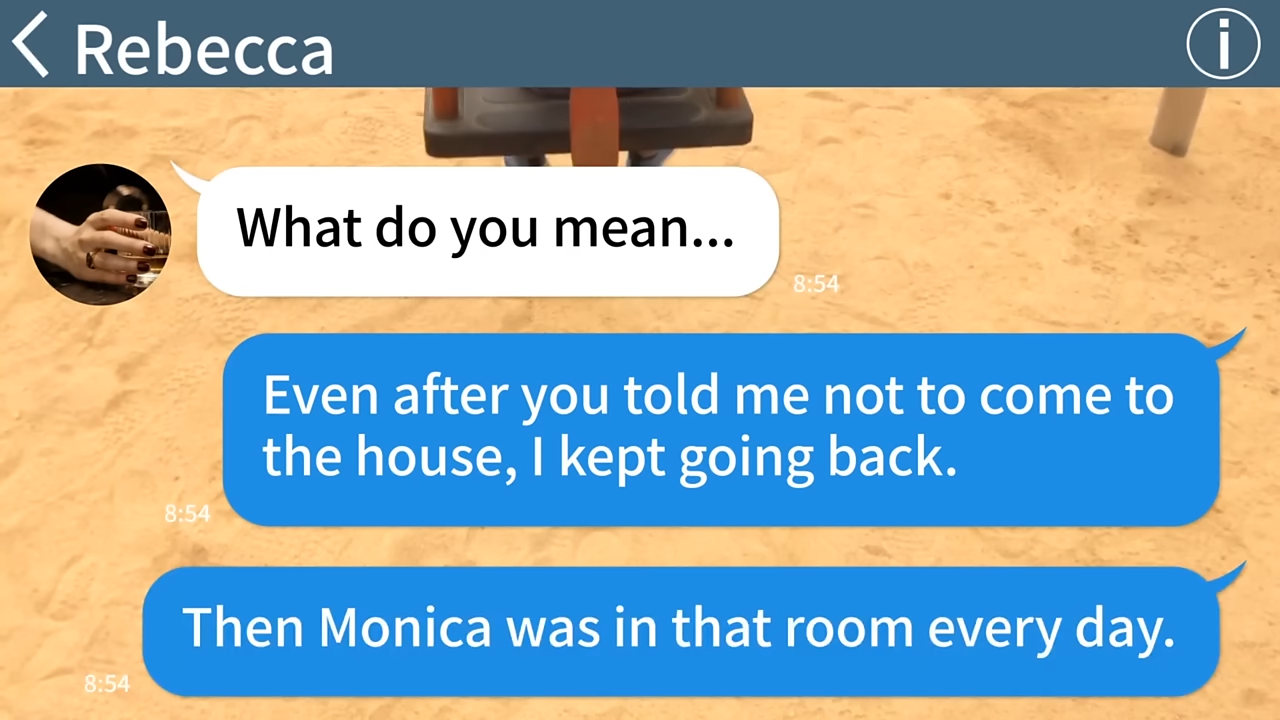 Rebecca
What do you mean...
8:54
Even after you told me not to come to
the house, I kept going back.
8:54
Then Monica was in that room every day.
8:54